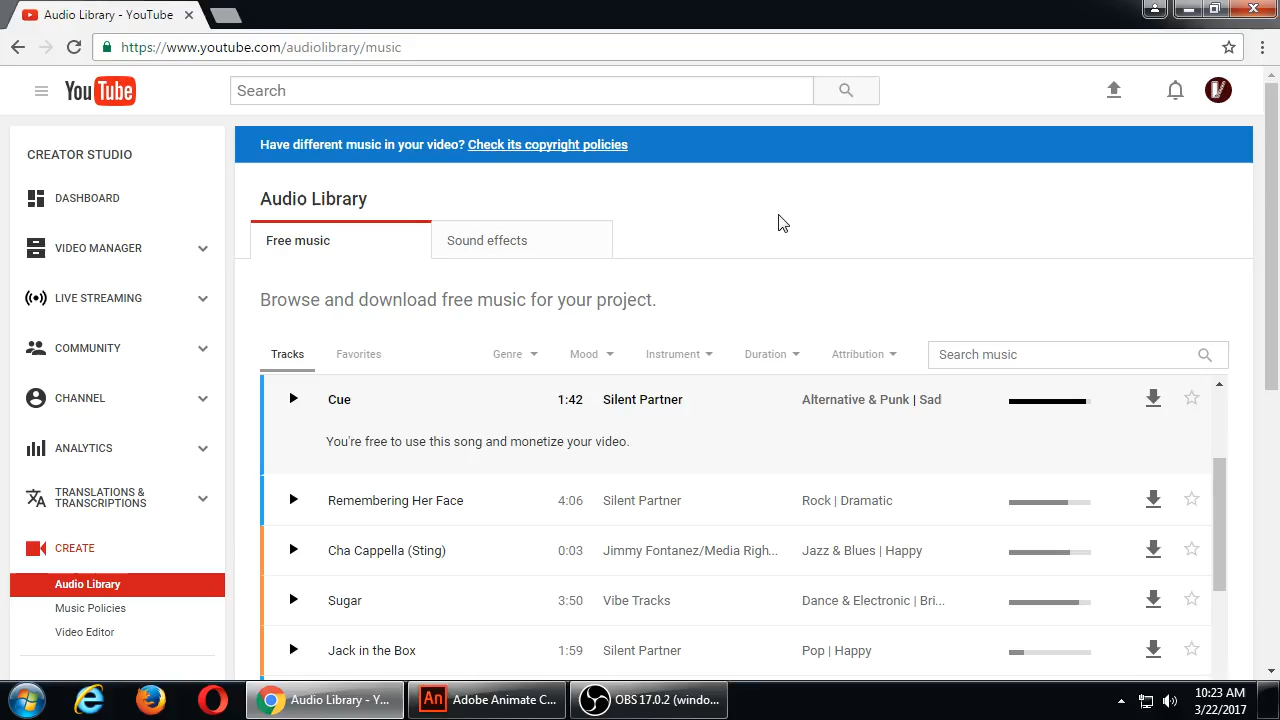 Audio Library - YouTube
https://www.youtube.com/audiolibrary/music
YouTube
Search
CREATOR STUDIO
DASHBOARD
VIDEO MANAGER
LIVE STREAMING
COMMUNITY
CHANNEL
ANALYTICS
TRANSLATIONS &
TRANSCRIPTIONS
CREATE
Audio Library
Music Policies
Video Editor
Have different music in your video? Check its copyright policies
Audio Library
Free music
Sound effects
Browse and download free music for your project.
Tracks Favorites Genre Mood Instrument Duration Attribution Search music
Cue 1:42 Silent Partner Alternative & Punk | Sad
You're free to use this song and monetize your video.
Remembering Her Face 4:06 Silent Partner Rock | Dramatic
Cha Cappella (Sting) 0:03 Jimmy Fontanez/Media Righ... Jazz & Blues | Happy
Sugar 3:50 Vibe Tracks Dance & Electronic | Bri...
Jack in the Box 1:59 Silent Partner Pop | Happy
Audio Library - Y...
An Adobe Animate C...
OBS 17.0.2 (windo...
10:23 AM
3/22/2017